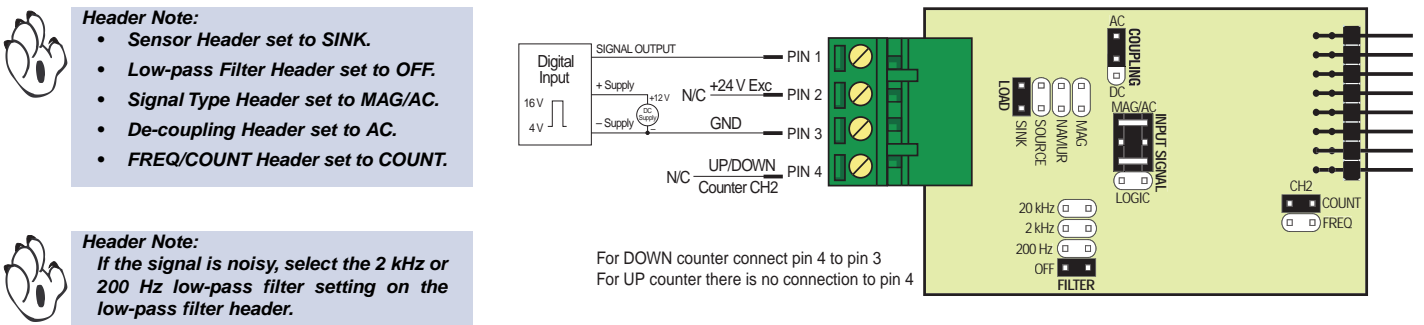 Header Note:
• Sensor Header set to SINK.
• Low-pass Filter Header set to OFF.
• Signal Type Header set to MAG/AC.
• De-coupling Header set to AC.
• FREQ/COUNT Header set to COUNT.
Header Note:
If the signal is noisy, select the 2 kHz or
200 Hz low-pass filter setting on the
low-pass filter header.
Digital
Input
16 V
4 V
SIGNAL OUTPUT
+ Supply
+12 V
DC
Supply
–
– Supply
N/C
+24 V Exc
GND
N/C
UP/DOWN
Counter CH2
PIN 1
PIN 2
PIN 3
PIN 4
For DOWN counter connect pin 4 to pin 3
For UP counter there is no connection to pin 4
AC
COUPLING
DC
LOAD
SINK
SOURCE
NAMUR
MAG
MAG/AC
INPUT SIGNAL
LOGIC
20 kHz
2 kHz
200 Hz
OFF
FILTER
CH2
COUNT
FREQ